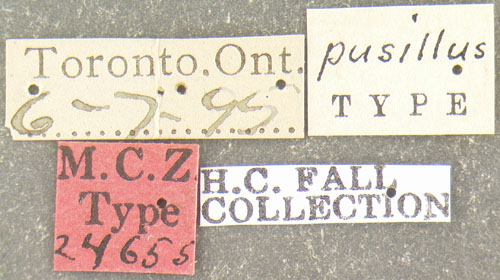 Toronto. Ont.
6-7-95
pusillus
TYPE
M.C.Z.
Type
24655
H.C. FALL
COLLECTION